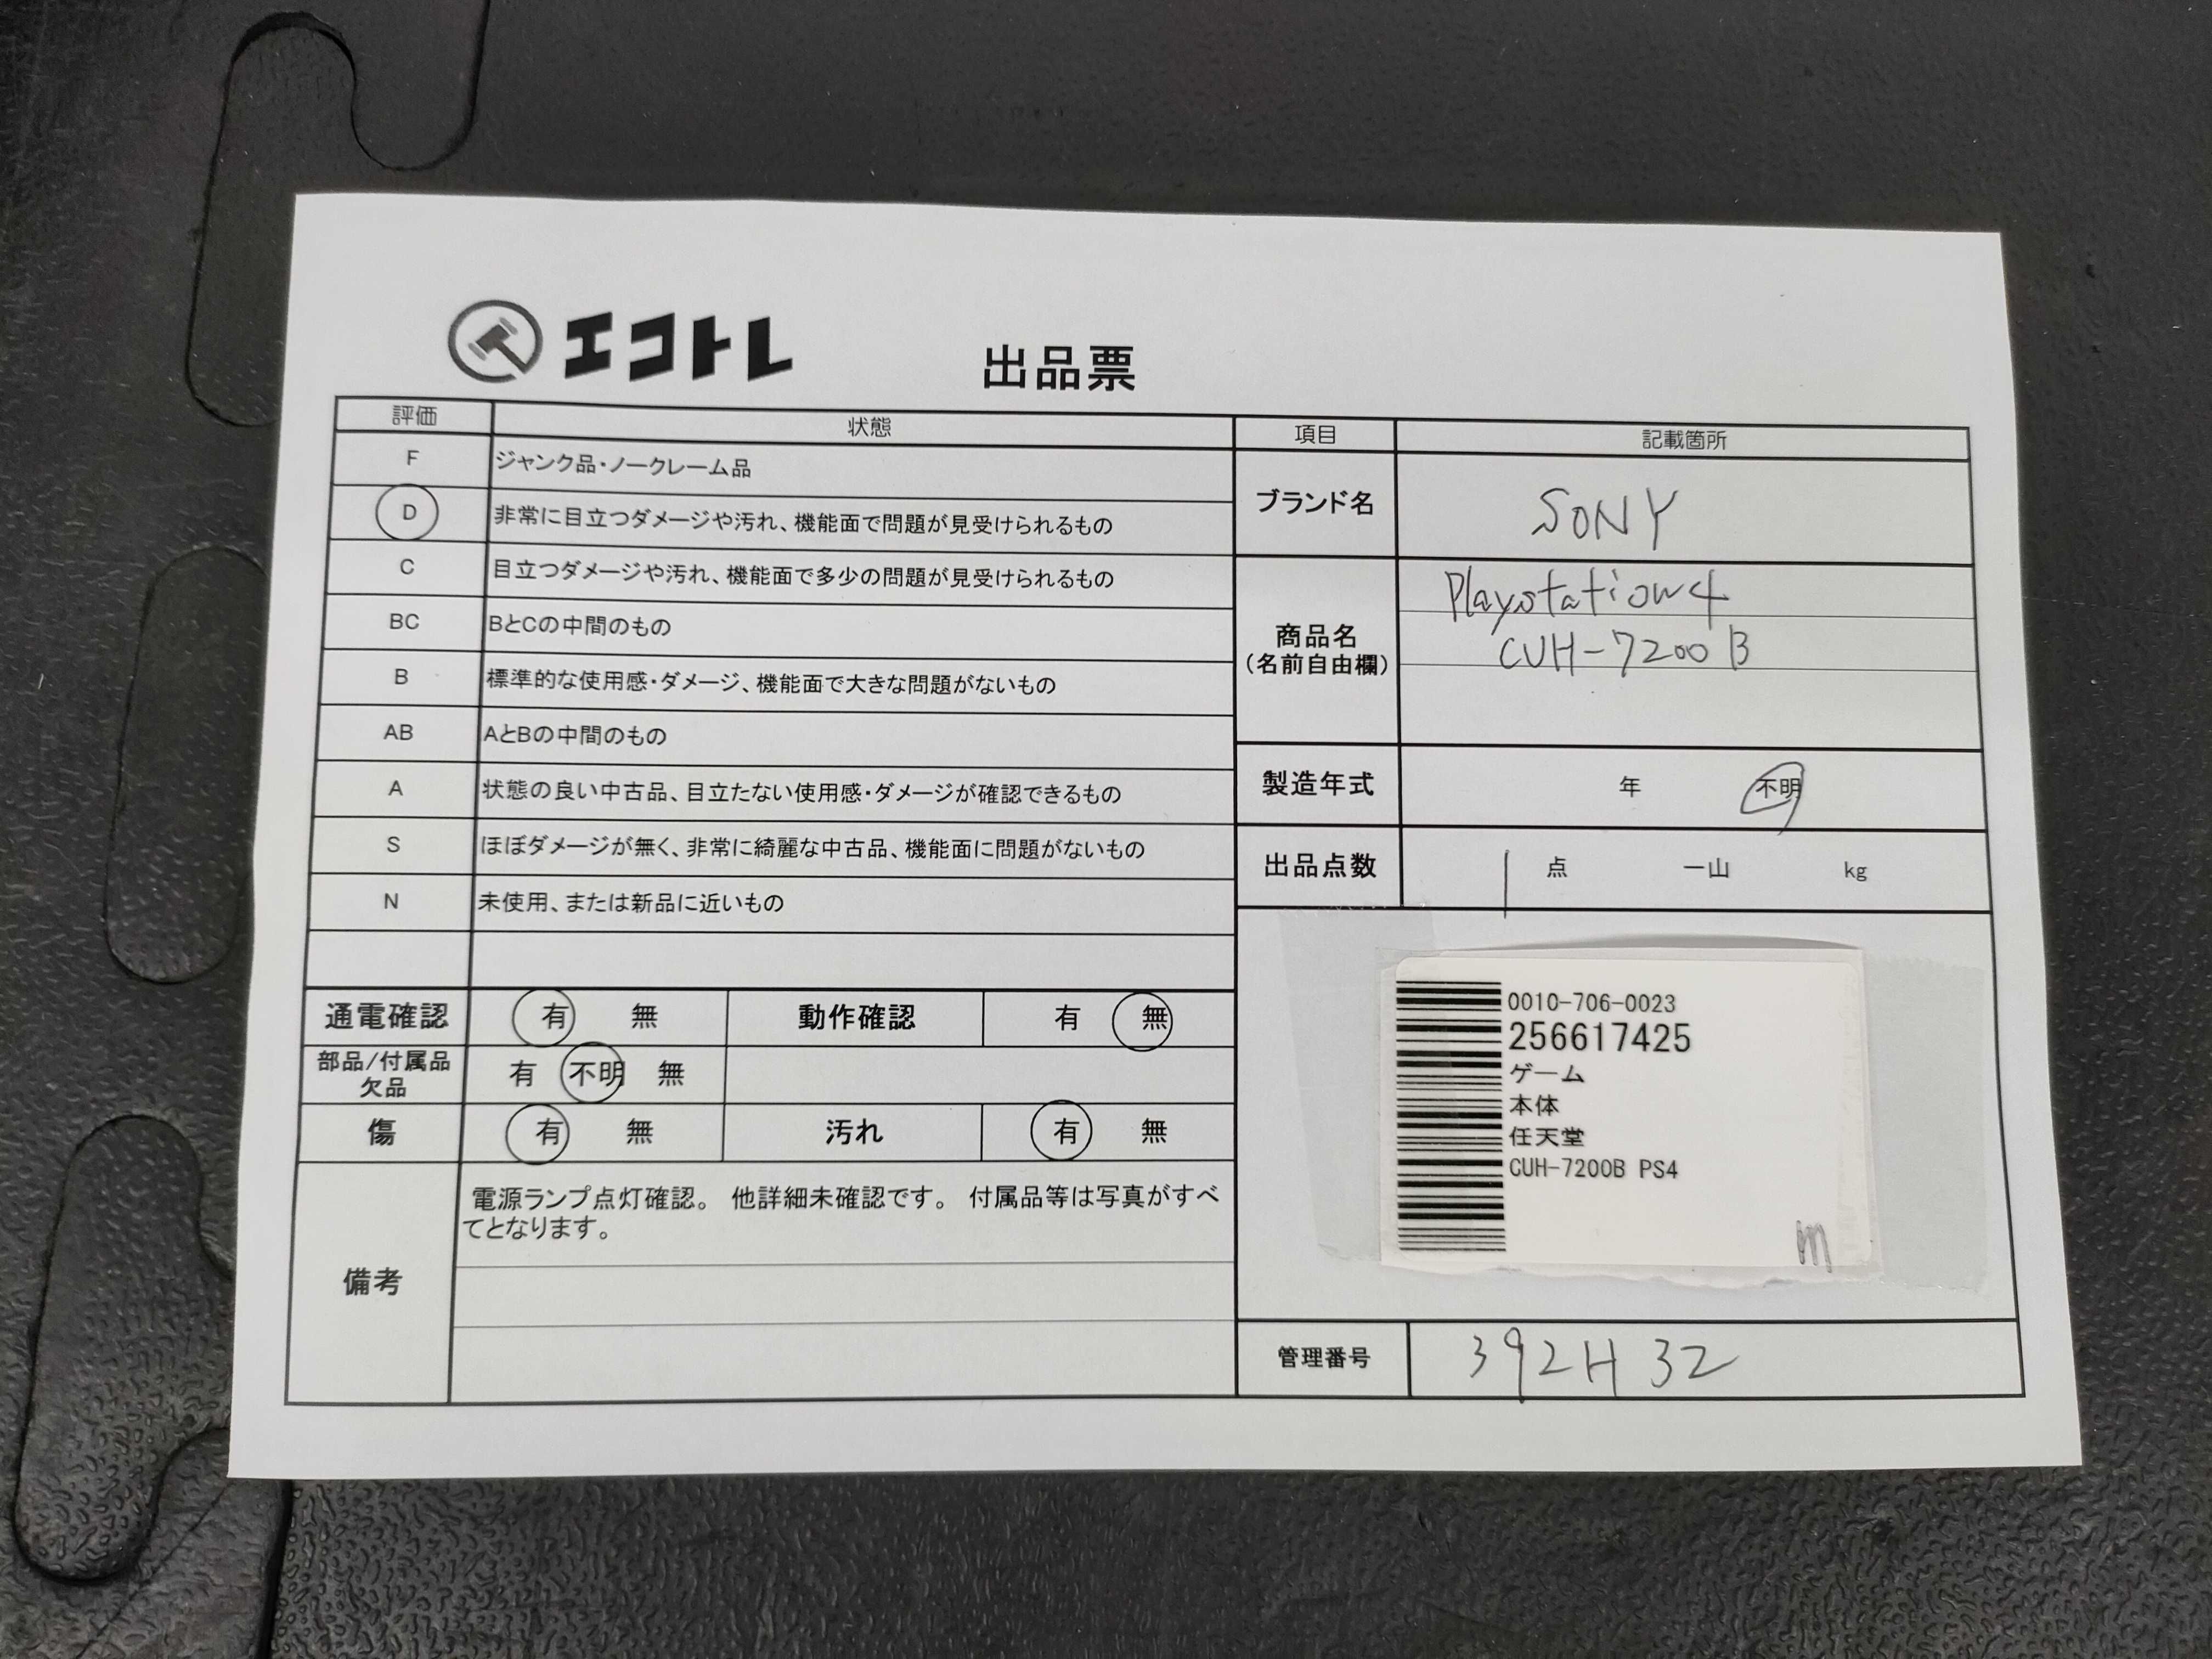 エコトレ
出品票
評価 状態
F ジャンク品・ノークレーム品
D 非常に目立つダメージや汚れ、機能面で問題が見受けられるもの
C 目立つダメージや汚れ、機能面で多少の問題が見受けられるもの
BC BとCの中間のもの
B 標準的な使用感・ダメージ、機能面で大きな問題がないもの
AB AとBの中間のもの
A 状態の良い中古品、目立たない使用感・ダメージが確認できるもの
S ほぼダメージが無く、非常に綺麗な中古品、機能面に問題がないもの
N 未使用、または新品に近いもの
通電確認 有 無 動作確認 有 無
部品/付属品
欠品 有 不明 無
傷 有 無 汚れ 有 無
備考
電源ランプ点灯確認。 他詳細未確認です。 付属品等は写真がすべ
てとなります。
項目 記載箇所
ブランド名 SONY
商品名
(名前自由欄)
Playstation4
CUH-7200B
製造年式 年 不明
出品点数 1 点 一山 kg
0010-706-0023
256617425
ゲーム
本体
任天堂
CUH-7200B PS4
m
管理番号 392H32